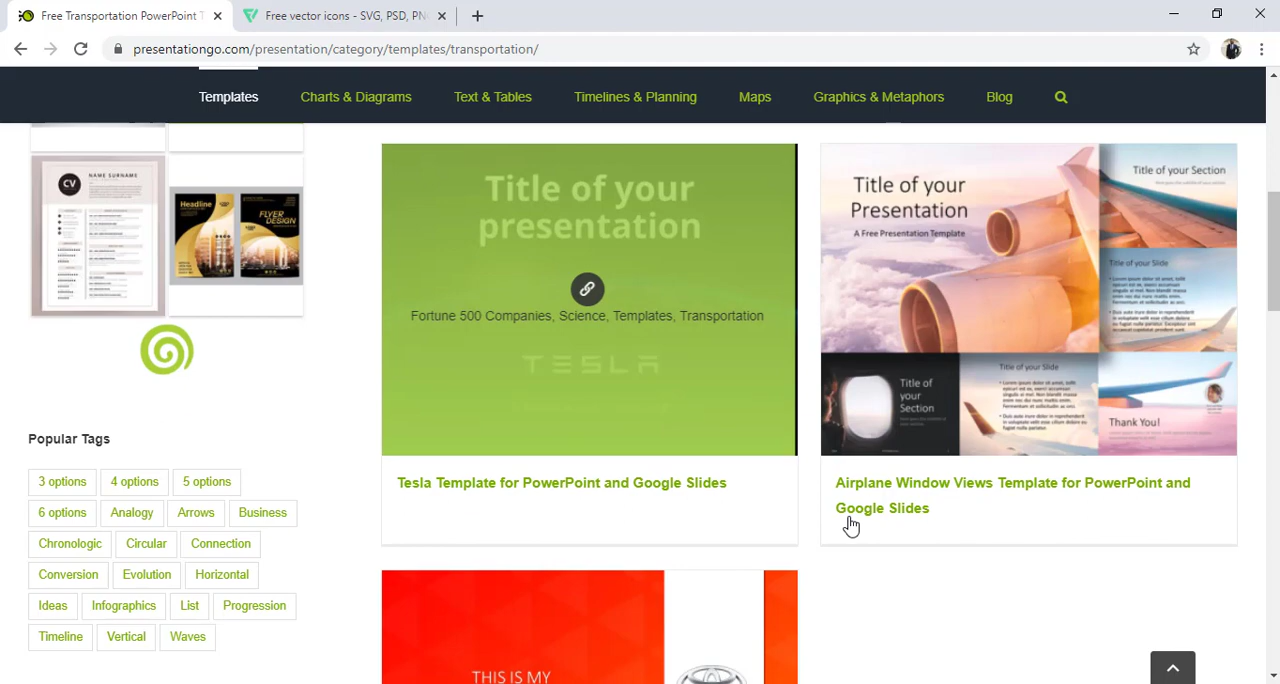 Free Transportation PowerPoint T
Free vector icons - SVG, PSD, PN
presentationgo.com/presentation/category/templates/transportation/
Templates
Charts & Diagrams
Text & Tables
Timelines & Planning
Maps
Graphics & Metaphors
Blog
CV
NAME SURNAME
Headline
FLYER
DESIGN
Popular Tags
3 options
4 options
5 options
6 options
Analogy
Arrows
Business
Chronologic
Circular
Connection
Conversion
Evolution
Horizontal
Ideas
Infographics
List
Progression
Timeline
Vertical
Waves
Title of your
presentation
Fortune 500 Companies, Science, Templates, Transportation
TESLA
Tesla Template for PowerPoint and Google Slides
Title of your
Presentation
A Free Presentation Template
Title of your Section
Title of your Slide
Title of
your
Section
Title of your Slide
Thank You!
Airplane Window Views Template for PowerPoint and
Google Slides
THIS IS MY